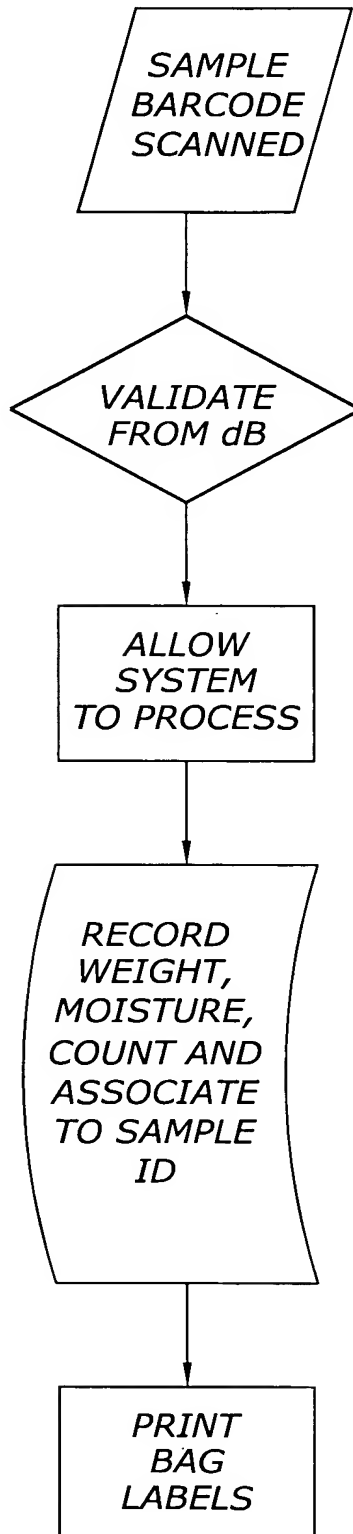 SAMPLE
BARCODE
SCANNED
VALIDATE
FROM dB
ALLOW
SYSTEM
TO PROCESS
RECORD
WEIGHT,
MOISTURE,
COUNT AND
ASSOCIATE
TO SAMPLE
ID
PRINT
BAG
LABELS